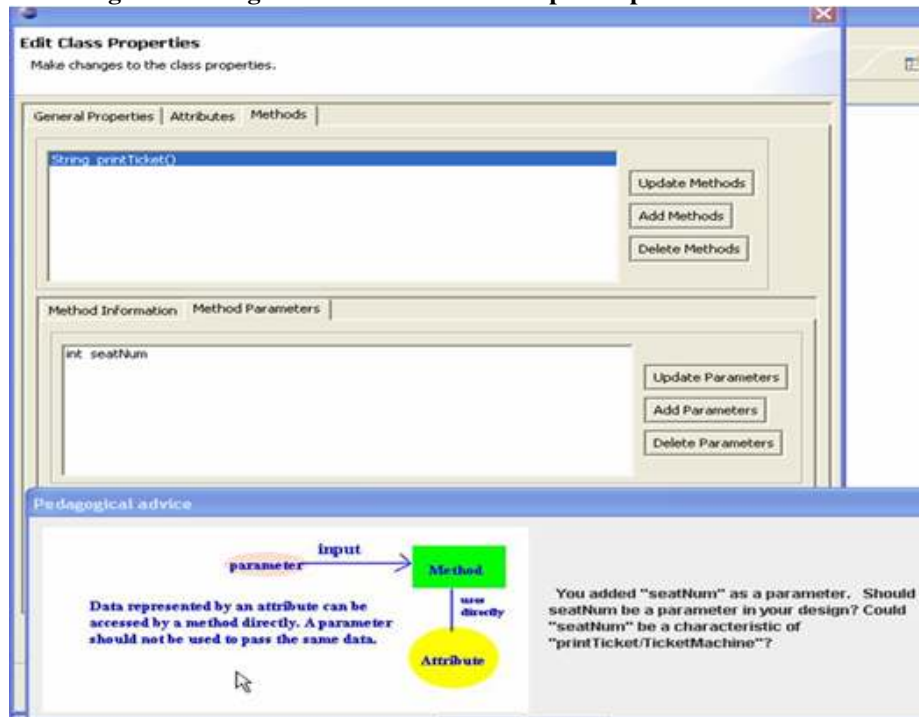 Edit Class Properties
Make changes to the class properties.
General Properties
Attributes
Methods
String printTicket()
Update Methods
Add Methods
Delete Methods
Method Information
Method Parameters
int seatNum
Update Parameters
Add Parameters
Delete Parameters
Pedagogical advice
input
parameter
Method
uses
directly
Attribute
Data represented by an attribute can be
accessed by a method directly. A parameter
should not be used to pass the same data.
You added "seatNum" as a parameter. Should
seatNum be a parameter in your design? Could
"seatNum" be a characteristic of
"printTicket/TicketMachine"?